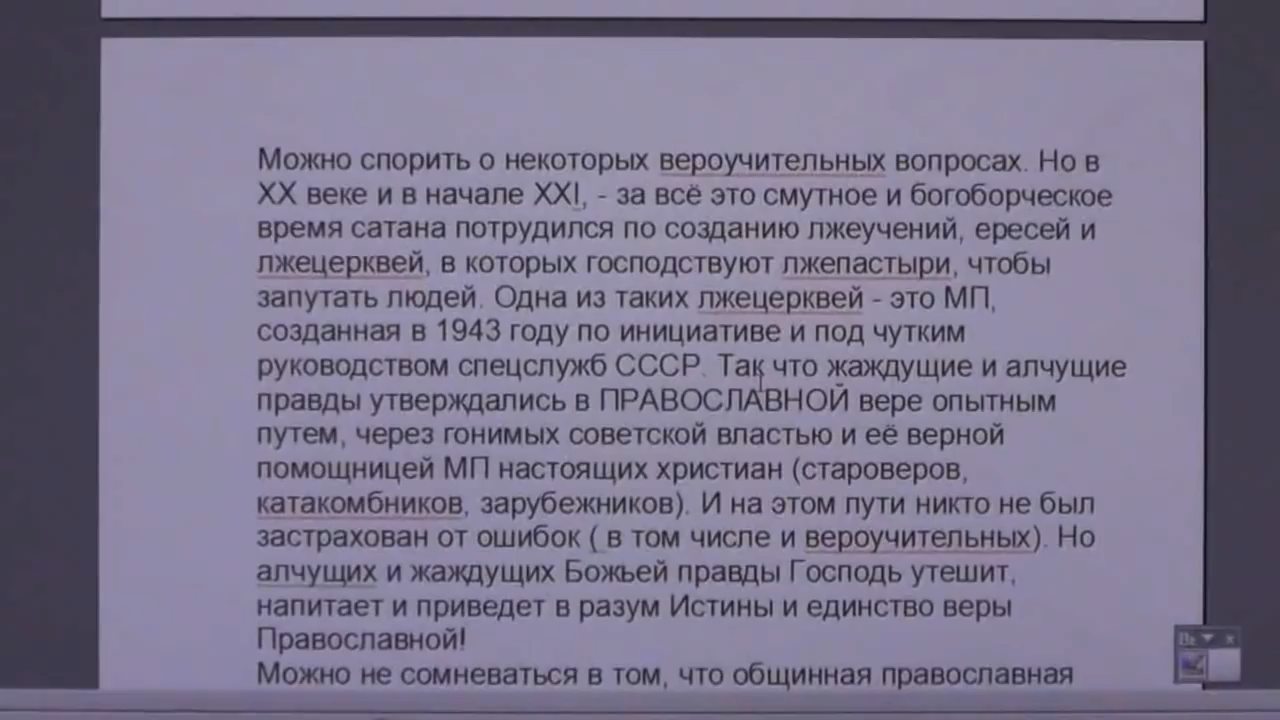 Можно спорить о некоторых вероучительных вопросах. Но в
ХХ веке и в начале XXI, - за всё это смутное и богоборческое
время сатана потрудился по созданию лжеучений, ересей и
лжецерквей, в которых господствуют лжепастыри, чтобы
запутать людей. Одна из таких лжецерквей - это МП,
созданная в 1943 году по инициативе и под чутким
руководством спецслужб СССР. Так что жаждущие и алчущие
правды утверждались в ПРАВОСЛАВНОЙ вере опытным
путем, через гонимых советской властью и её верной
помощницей МП настоящих христиан (староверов,
катакомбников, зарубежников). И на этом пути никто не был
застрахован от ошибок ( в том числе и вероучительных). Но
алчущих и жаждущих Божьей правды Господь утешит,
напитает и приведет в разум Истины и единство веры
Православной!
Можно не сомневаться в том, что общинная православная